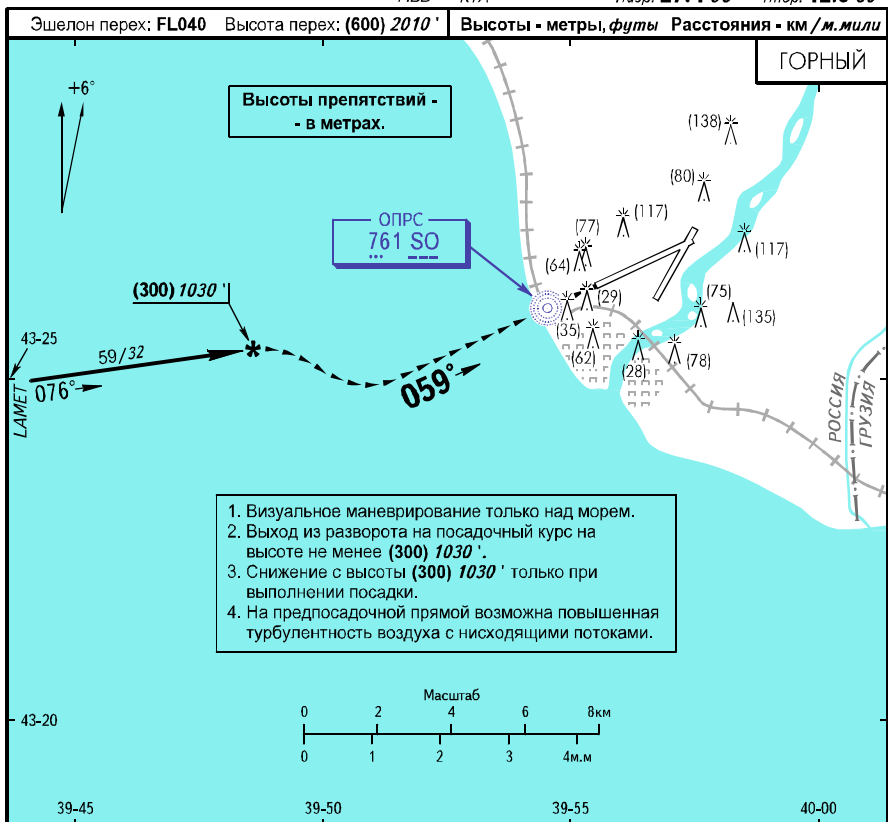 Эшелон перех: FL040 Высота перех: (600) 2010 ' Высоты - метры, футы Расстояния - км / м.мили
ГОРНЫЙ
+6°
Высоты препятствий -
- в метрах.
(138)
(80)
ОПРС
761 SO
(77)
(117)
(64)
(117)
(300) 1030 '
(29)
(75)
(35)
(135)
43-25
59/32
(62)
(28)
(78)
076°
059°
LAMET
РОССИЯ
ГРУЗИЯ
1. Визуальное маневрирование только над морем.
2. Выход из разворота на посадочный курс на
высоте не менее (300) 1030 '.
3. Снижение с высоты (300) 1030 ' только при
выполнении посадки.
4. На предпосадочной прямой возможна повышенная
турбулентность воздуха с нисходящими потоками.
Масштаб
0 2 4 6 8км
43-20
0 1 2 3 4м.м
39-45 39-50 39-55 40-00